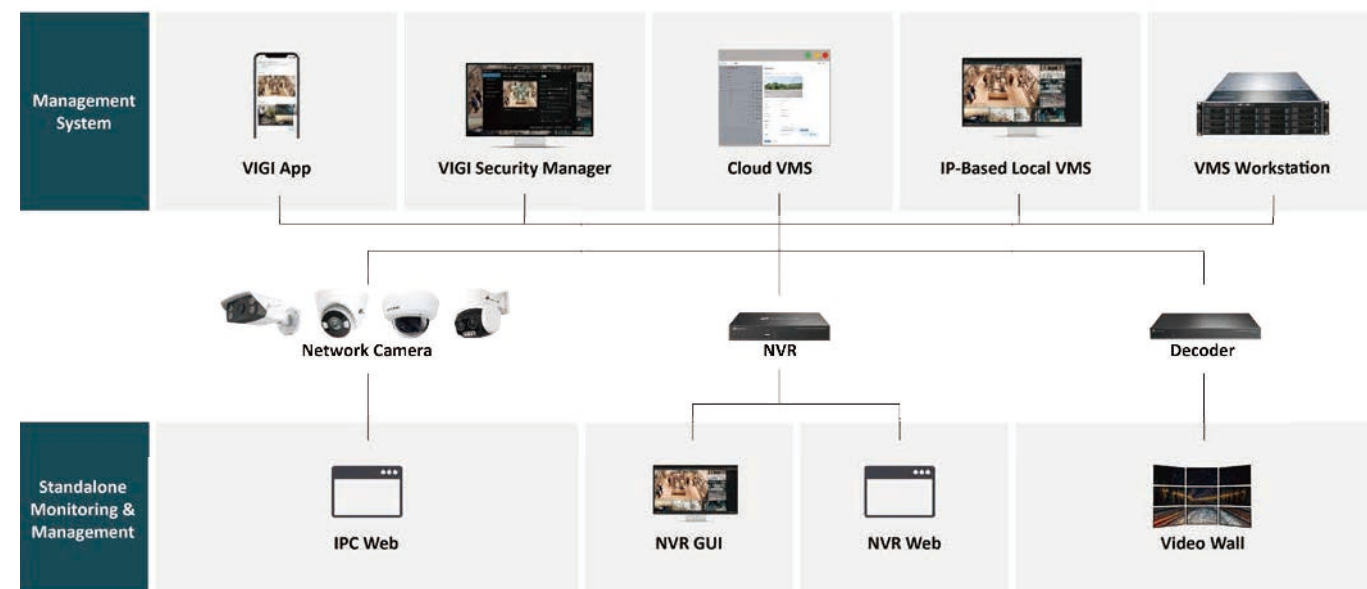 Management
System
VIGI App
VIGI Security Manager
Cloud VMS
IP-Based Local VMS
VMS Workstation
Network Camera
NVR
Decoder
Standalone
Monitoring &
Management
IPC Web
NVR GUI
NVR Web
Video Wall